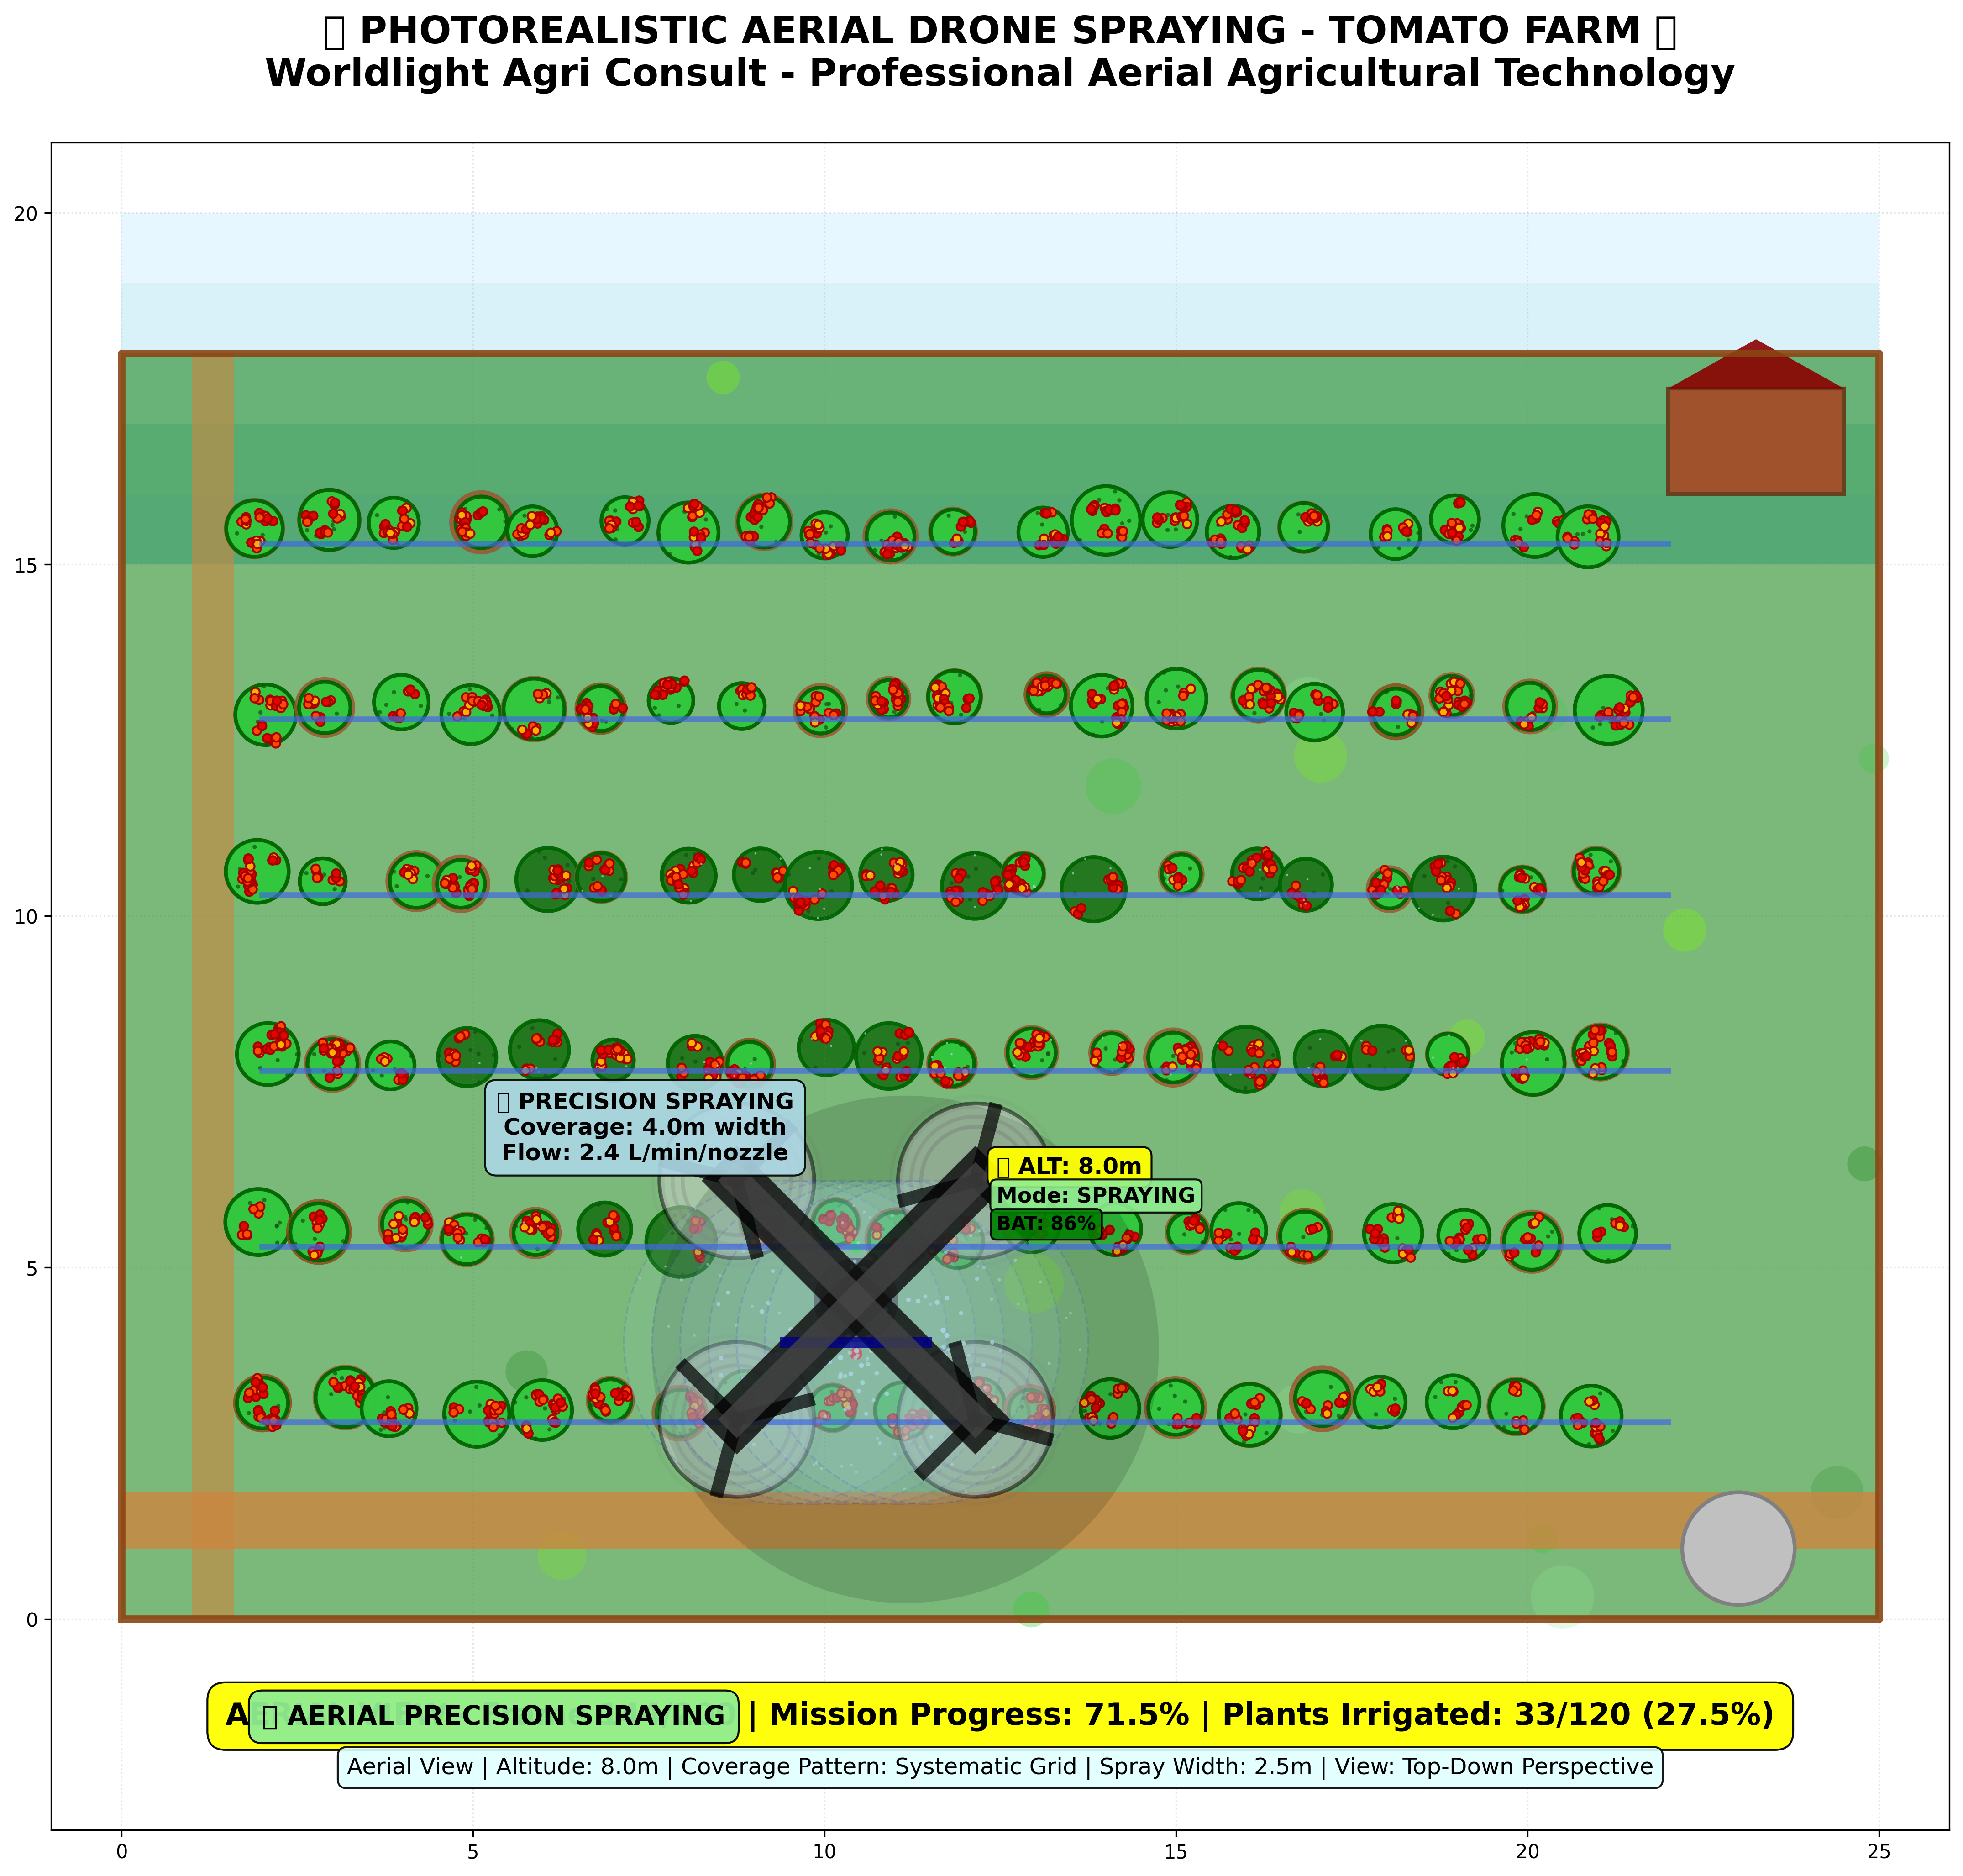 ▯ PHOTOREALISTIC AERIAL DRONE SPRAYING - TOMATO FARM ▯
Worldlight Agri Consult - Professional Aerial Agricultural Technology
20
15
10
5
0
▯ PRECISION SPRAYING
Coverage: 4.0m width
Flow: 2.4 L/min/nozzle
▯ ALT: 8.0m
Mode: SPRAYING
BAT: 86%
▯ AERIAL PRECISION SPRAYING | Mission Progress: 71.5% | Plants Irrigated: 33/120 (27.5%)
Aerial View | Altitude: 8.0m | Coverage Pattern: Systematic Grid | Spray Width: 2.5m | View: Top-Down Perspective
0 5 10 15 20 25